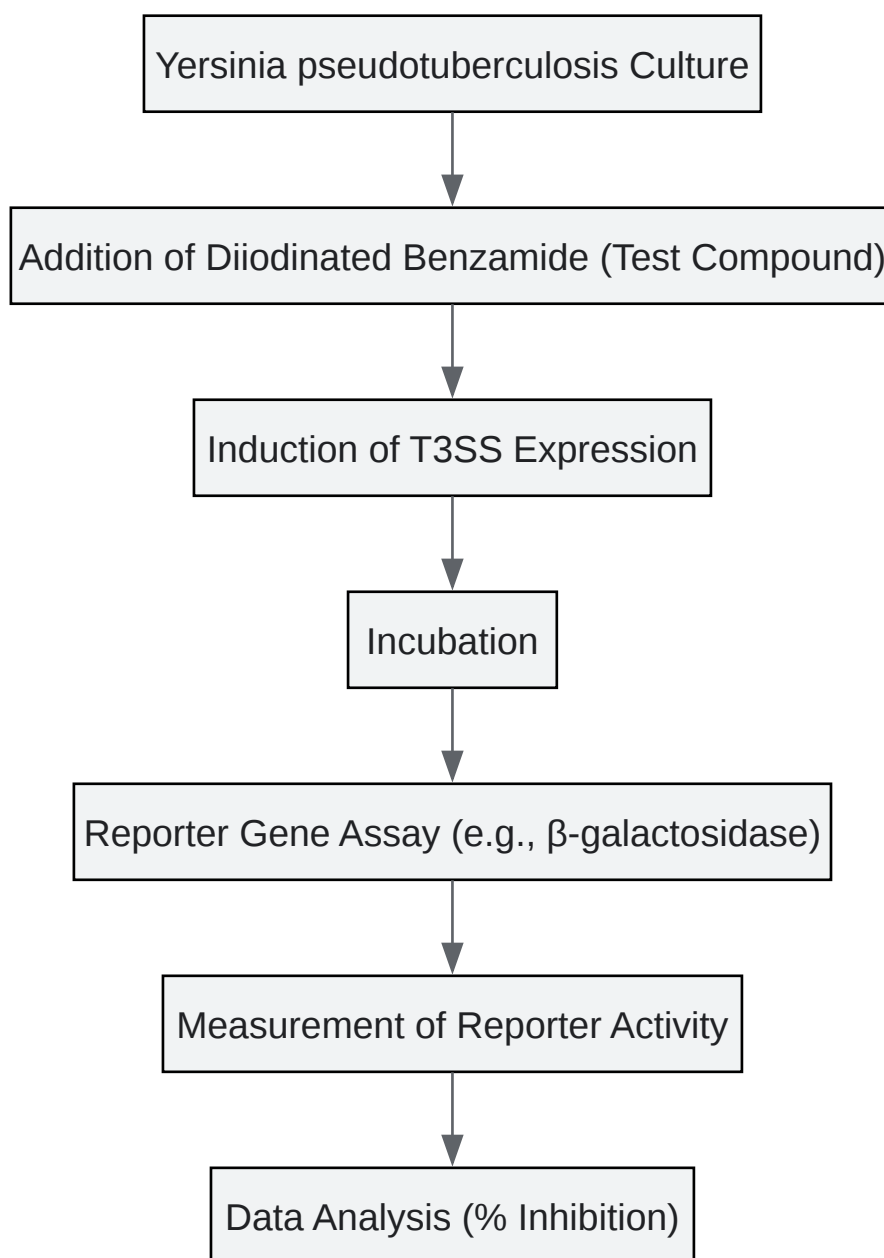 Yersinia pseudotuberculosis Culture
Addition of Diiodinated Benzamide (Test Compound)
Induction of T3SS Expression
Incubation
Reporter Gene Assay (e.g., β-galactosidase)
Measurement of Reporter Activity
Data Analysis (% Inhibition)